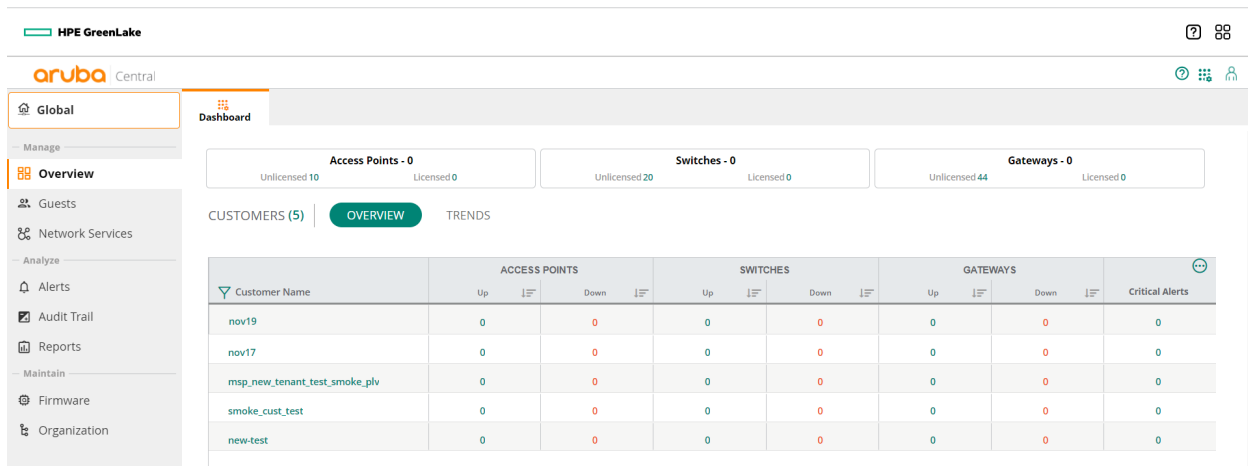 HPE GreenLake
aruba Central
Global
Dashboard
Manage
Overview
Guests
Network Services
Analyze
Alerts
Audit Trail
Reports
Maintain
Firmware
Organization
Access Points - 0
Unlicensed 10 Licensed 0
Switches - 0
Unlicensed 20 Licensed 0
Gateways - 0
Unlicensed 44 Licensed 0
CUSTOMERS (5) OVERVIEW TRENDS
ACCESS POINTS SWITCHES GATEWAYS
Customer Name Up Down Up Down Up Down Critical Alerts
nov19 0 0 0 0 0 0 0
nov17 0 0 0 0 0 0 0
msp_new_tenant_test_smoke_plv 0 0 0 0 0 0 0
smoke_cust_test 0 0 0 0 0 0 0
new-test 0 0 0 0 0 0 0